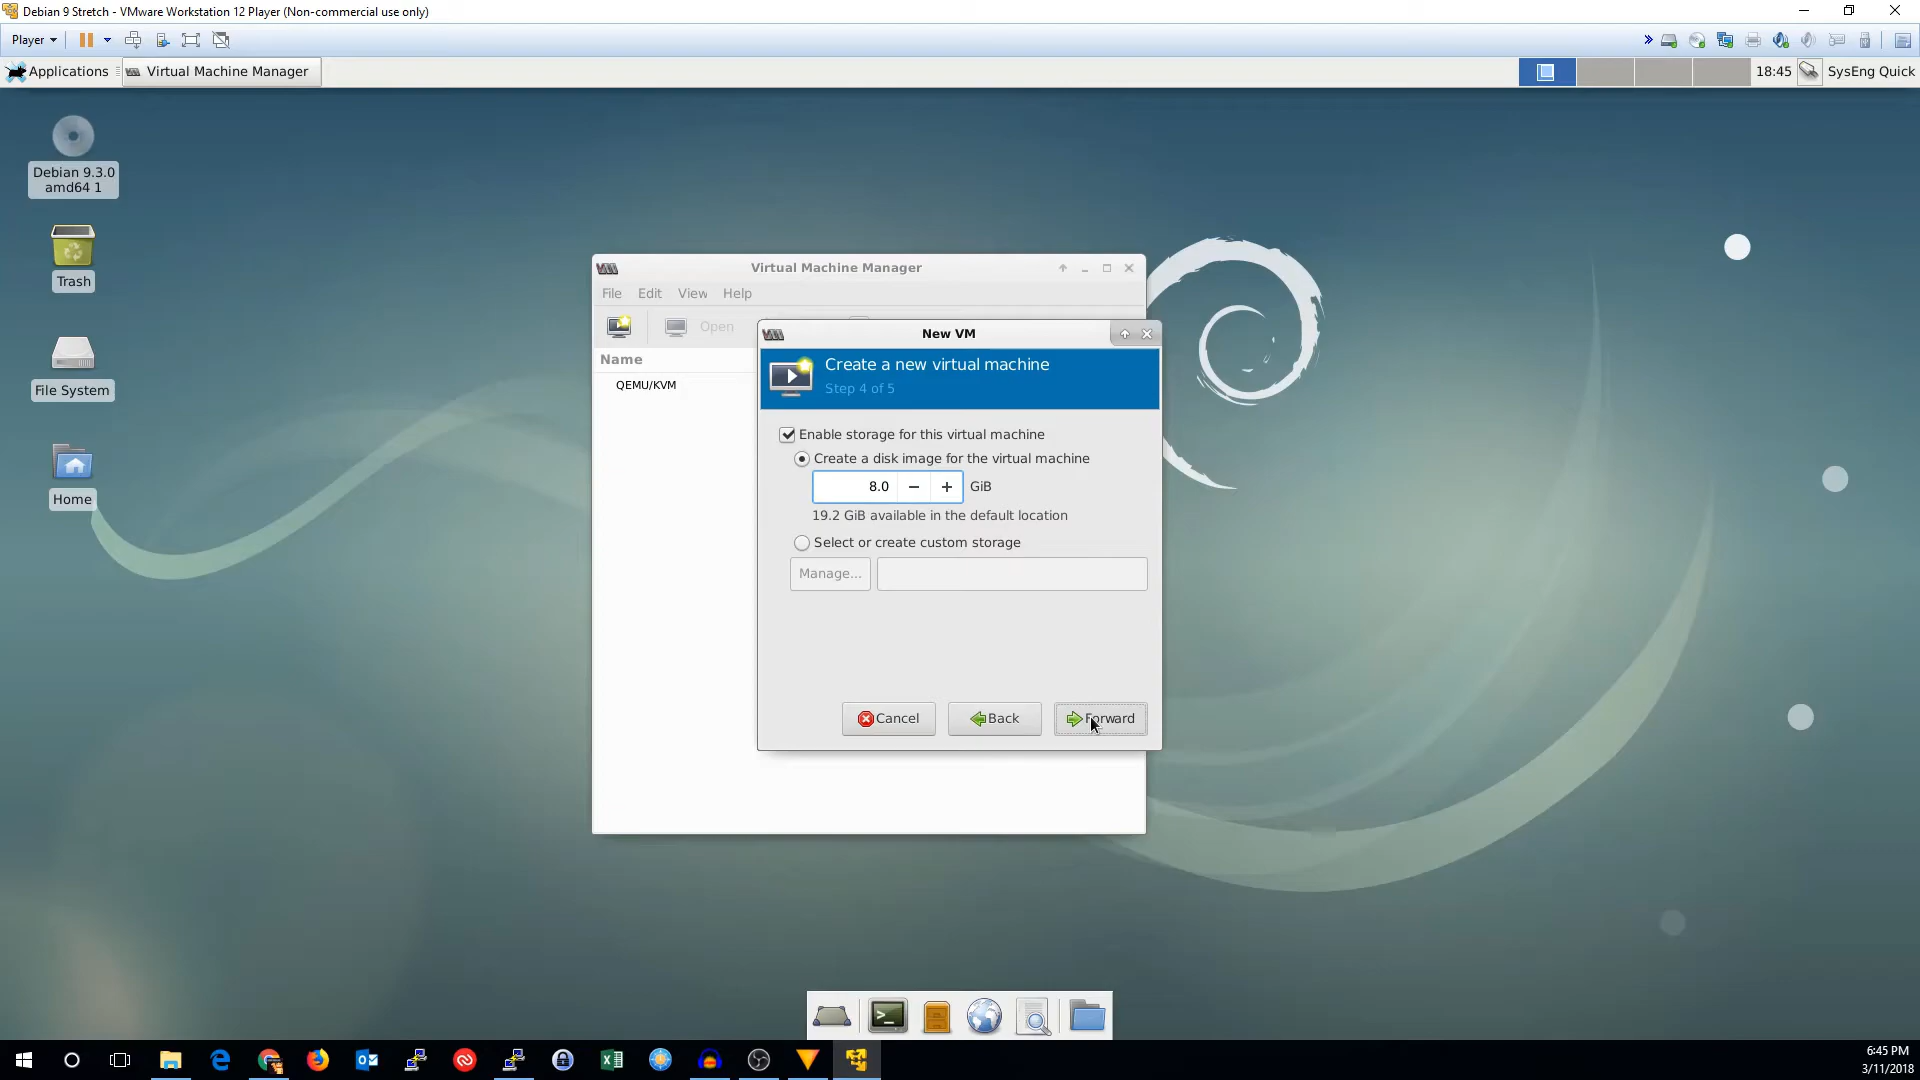 Debian 9 Stretch - VMware Workstation 12 Player (Non-commercial use only)
Player
Applications
Virtual Machine Manager
18:45
SysEng Quick
Debian 9.3.0
amd64 1
Trash
File System
Home
Virtual Machine Manager
File Edit View Help
Open
Name
QEMU/KVM
New VM
Create a new virtual machine
Step 4 of 5
Enable storage for this virtual machine
Create a disk image for the virtual machine
8.0 − + GiB
19.2 GiB available in the default location
Select or create custom storage
Manage...
Cancel Back Forward
6:45 PM
3/11/2018